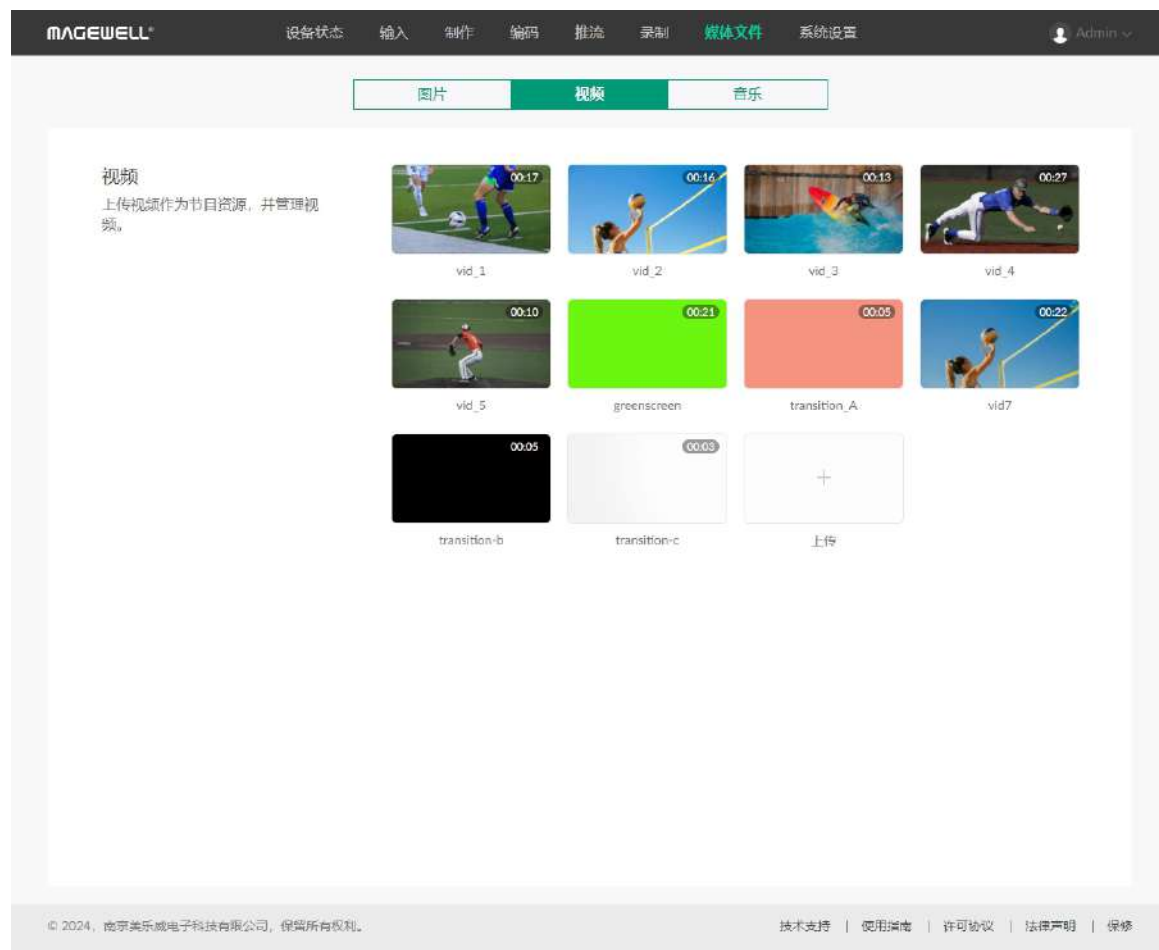 MAGEWELL®
设备状态 输入 制作 编码 推流 录制 媒体文件 系统设置 Admin
图片 视频 音乐
视频
上传视频作为节目资源，并管理视
频。
00:17 00:16 00:13 00:27
vid_1 vid_2 vid_3 vid_4
00:10 00:21 00:05 00:22
vid_5 greenscreen transition_A vid7
00:05 00:03 +
transition-b transition-c 上传
© 2024，南京美乐威电子科技有限公司，保留所有权利。
技术支持 | 使用指南 | 许可协议 | 法律声明 | 保修